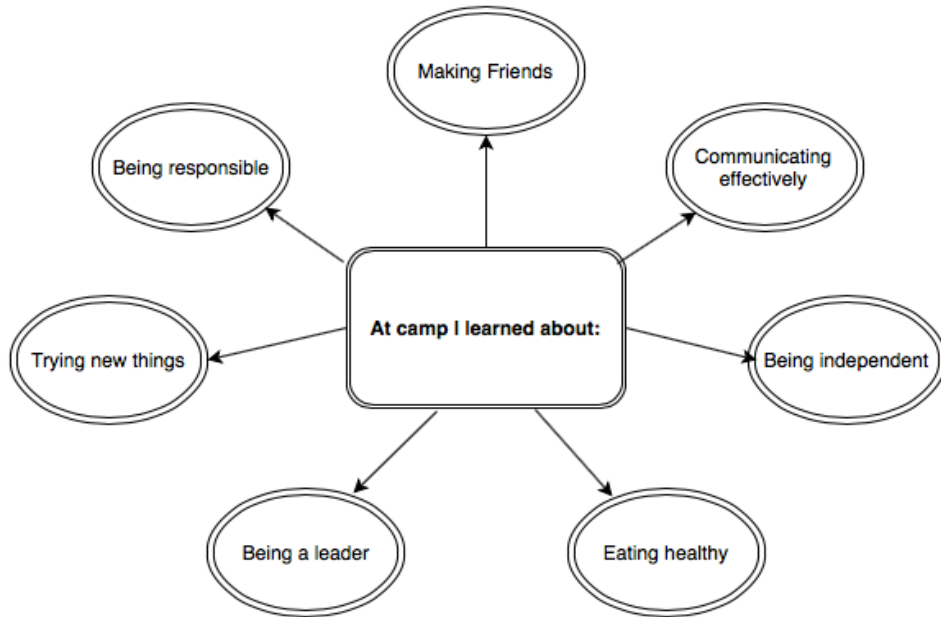 Making Friends
Being responsible
Communicating
effectively
At camp I learned about:
Trying new things
Being independent
Being a leader
Eating healthy